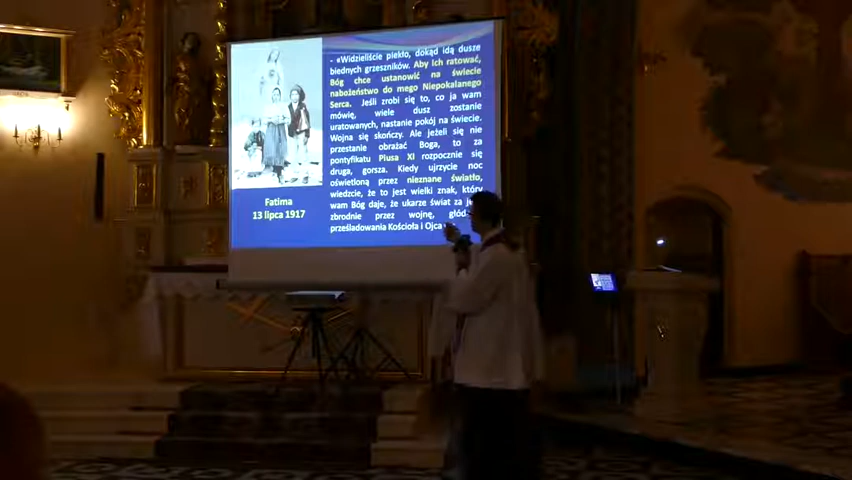 - «Widzieliście piekło, dokąd idą dusze
biednych grzeszników. Aby ich ratować,
Bóg chce ustanowić na świecie
nabożeństwo do mego Niepokalanego
Serca. Jeśli zrobi się to, co ja wam
mówię, wiele dusz zostanie
uratowanych, nastanie pokój na świecie.
Wojna się skończy. Ale jeżeli się nie
przestanie obrażać Boga, to za
pontyfikatu Piusa XI rozpocznie się
druga, gorsza. Kiedy ujrzycie noc
oświetloną przez nieznane światło,
wiedzcie, że to jest wielki znak, który
wam Bóg daje, że ukarze świat za
zbrodnie przez wojnę,
prześladowania Kościoła i Ojca
Fatima
13 lipca 1917